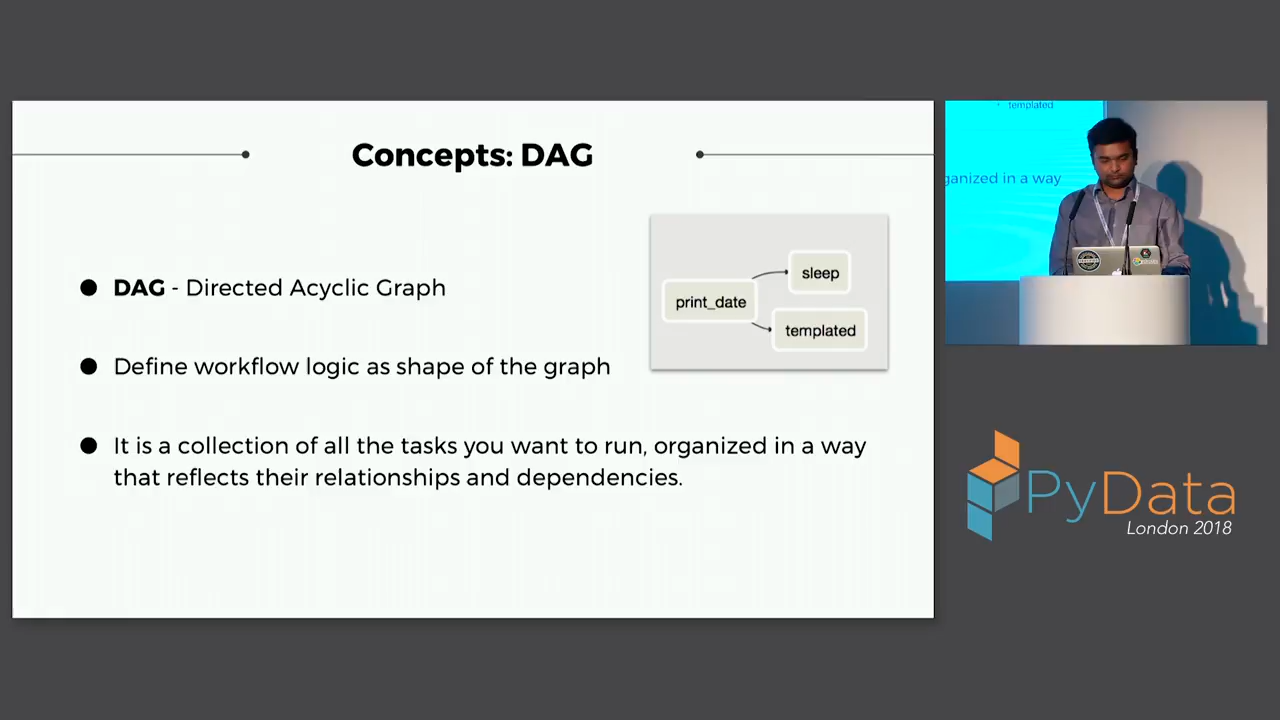 Concepts: DAG
DAG - Directed Acyclic Graph
Define workflow logic as shape of the graph
It is a collection of all the tasks you want to run, organized in a way
that reflects their relationships and dependencies.
print_date
sleep
templated
templated
ganized in a way
PyData
London 2018